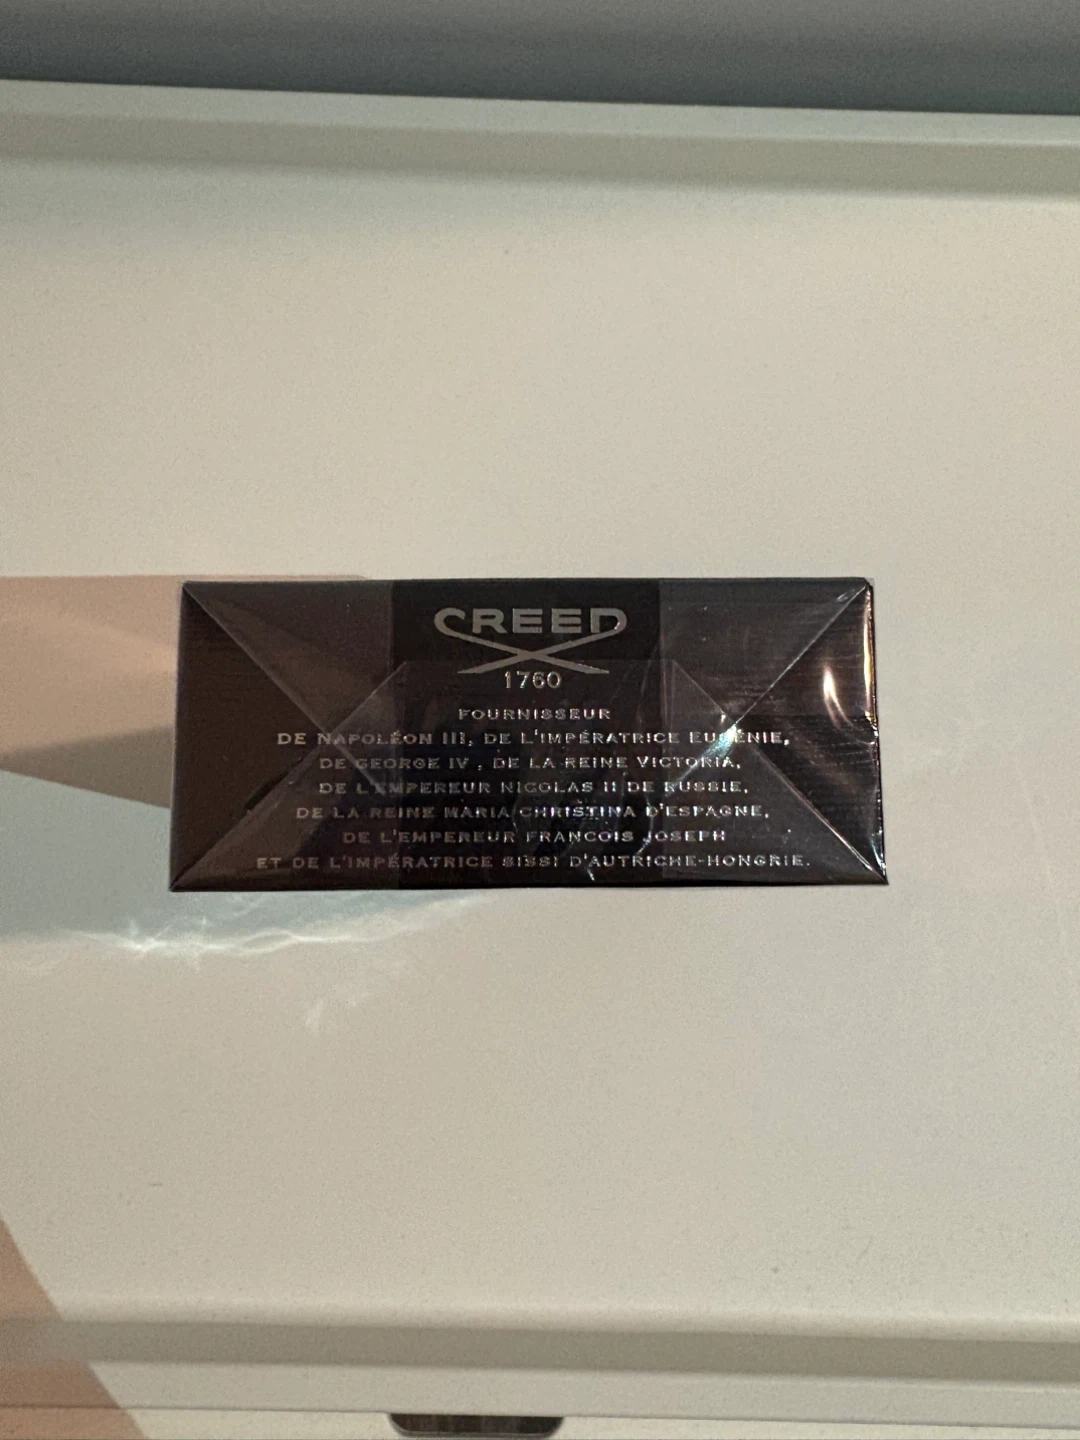 CREED
1760
FOURNISSEUR
DE NAPOLÉON III, DE L'IMPÉRATRICE EUGÉNIE,
DE GEORGE IV, DE LA REINE VICTORIA,
DE L'EMPEREUR NICOLAS II DE RUSSIE,
DE LA REINE MARIA CHRISTINA D'ESPAGNE,
DE L'EMPEREUR FRANCOIS JOSEPH
ET DE L'IMPÉRATRICE SISSI D'AUTRICHE-HONGRIE.